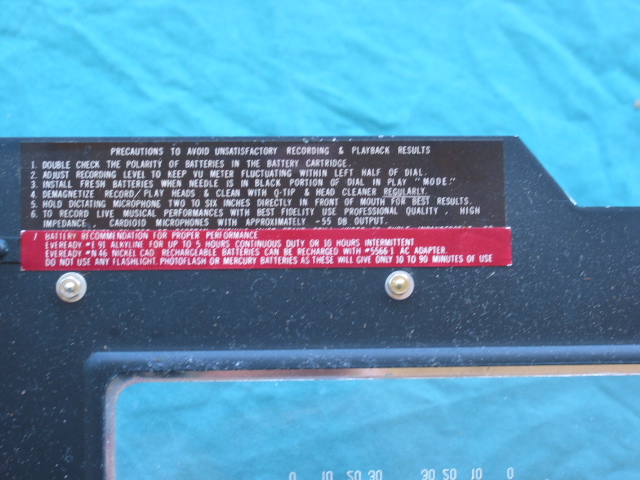 PRECAUTIONS TO AVOID UNSATISFACTORY RECORDING & PLAYBACK RESULTS
1. DOUBLE CHECK THE POLARITY OF BATTERIES IN THE BATTERY CARTRIDGE.
2. ADJUST RECORDING LEVEL TO KEEP VU METER FLUCTUATING WITHIN LEFT HALF OF DIAL.
3. INSTALL FRESH BATTERIES WHEN NEEDLE IS IN BLACK PORTION OF DIAL IN PLAY "MODE."
4. DEMAGNETIZE RECORD/PLAY HEADS & CLEAN WITH Q-TIP & HEAD CLEANER REGULARLY.
5. HOLD DICTATING MICROPHONE TWO TO SIX INCHES DIRECTLY IN FRONT OF MOUTH FOR BEST RESULTS.
6. TO RECORD LIVE MUSICAL PERFORMANCES WITH BEST FIDELITY USE PROFESSIONAL QUALITY, HIGH
IMPEDANCE, CARDIOID MICROPHONES WITH APPROXIMATELY -55 DB OUTPUT.
7 BATTERY RECOMMENDATION FOR PROPER PERFORMANCE
EVEREADY #E 91 ALKYLINE FOR UP TO 5 HOURS CONTINUOUS DUTY OR 10 HOURS INTERMITTENT
EVEREADY #N 46 NICKEL CAD RECHARGEABLE BATTERIES CAN BE RECHARGED WITH #5566-1 AC ADAPTER.
DO NOT USE ANY FLASHLIGHT, PHOTOFLASH OR MERCURY BATTERIES AS THESE WILL GIVE ONLY 10 TO 90 MINUTES OF USE
0 10 20 30 30 20 10 0